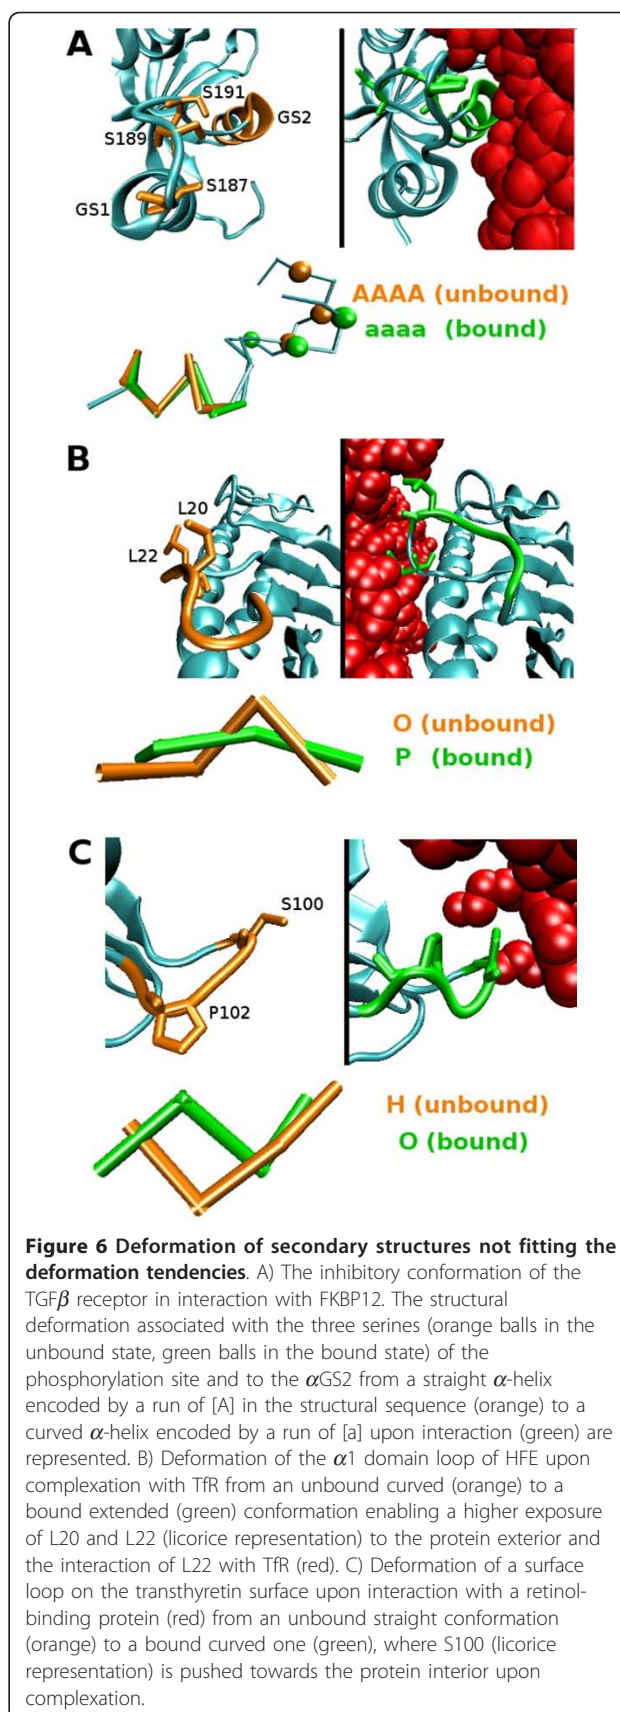 A
S191
GS2
S189
S187
GS1
AAAA (unbound)
aaaa (bound)
B
L20
L22
O (unbound)
P (bound)
C
S100
P102
H (unbound)
O (bound)
Figure 6 Deformation of secondary structures not fitting the
deformation tendencies. A) The inhibitory conformation of the
TGFβ receptor in interaction with FKBP12. The structural
deformation associated with the three serines (orange balls in the
unbound state, green balls in the bound state) of the
phosphorylation site and to the αGS2 from a straight α-helix
encoded by a run of [A] in the structural sequence (orange) to a
curved α-helix encoded by a run of [a] upon interaction (green) are
represented. B) Deformation of the α1 domain loop of HFE upon
complexation with TfR from an unbound curved (orange) to a
bound extended (green) conformation enabling a higher exposure
of L20 and L22 (licorice representation) to the protein exterior and
the interaction of L22 with TfR (red). C) Deformation of a surface
loop on the transthyretin surface upon interaction with a retinol-
binding protein (red) from an unbound straight conformation
(orange) to a bound curved one (green), where S100 (licorice
representation) is pushed towards the protein interior upon
complexation.